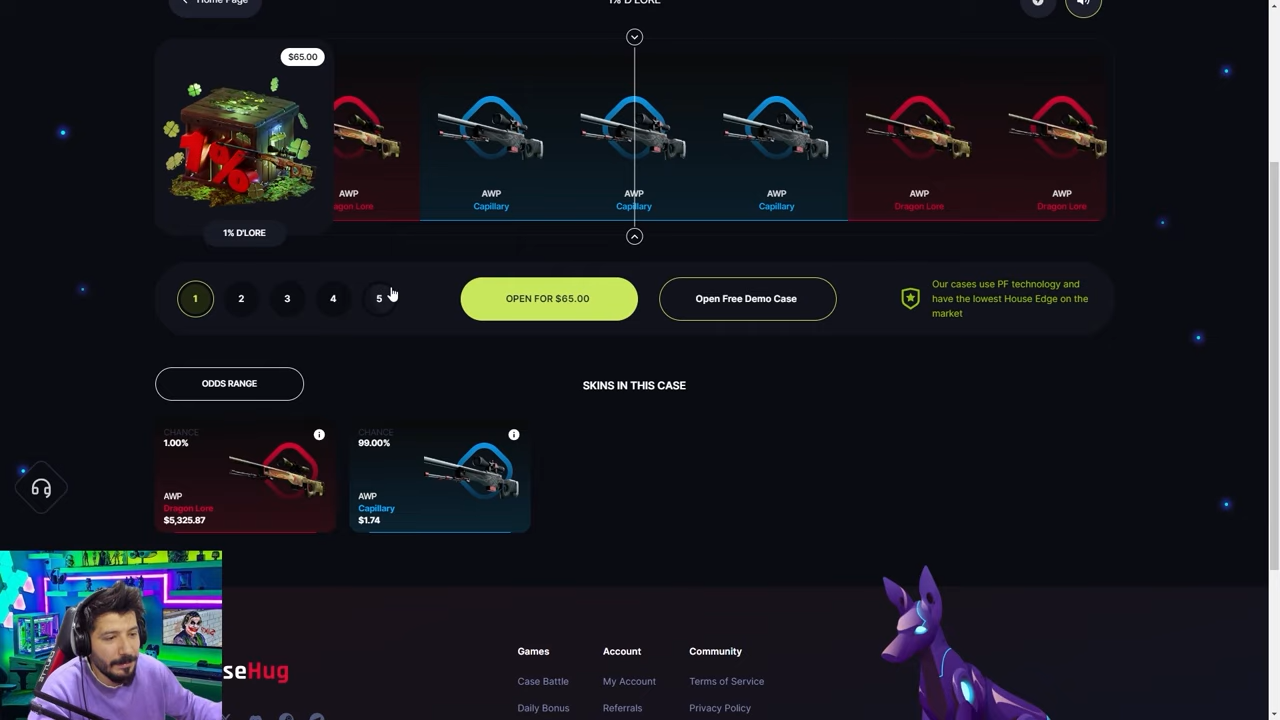 Home Page
1% D'LORE
$65.00
1%
AWP
AWP
AWP
AWP
AWP
AWP
agon Lore
Capillary
Capillary
Capillary
Dragon Lore
Dragon Lore
1% D'LORE
1
2
3
4
5
OPEN FOR $65.00
Open Free Demo Case
Our cases use PF technology and
have the lowest House Edge on the
market
ODDS RANGE
SKINS IN THIS CASE
CHANCE
1.00%
AWP
Dragon Lore
$5,325.87
CHANCE
99.00%
AWP
Capillary
$1.74
seHug
Games
Account
Community
Case Battle
My Account
Terms of Service
Daily Bonus
Referrals
Privacy Policy